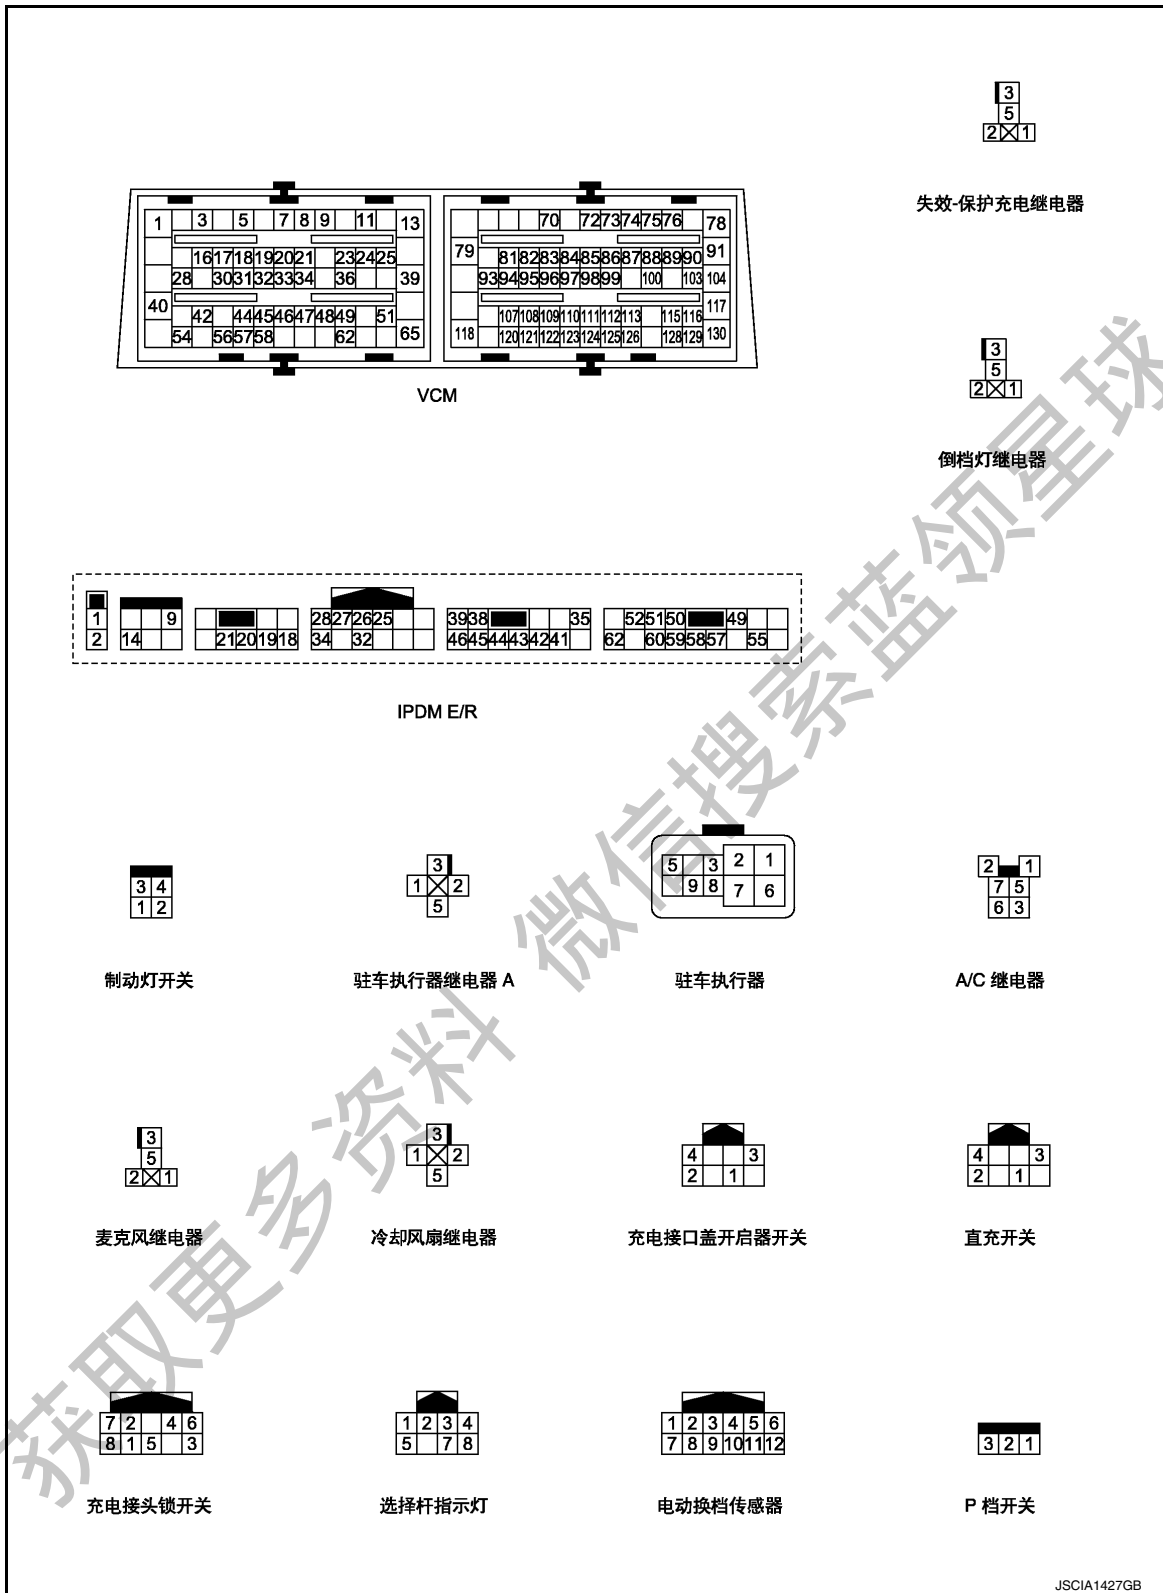 3
5
2 1
失效-保护充电继电器
1 3 5 7 8 9 11 13
16 17 18 19 20 21 23 24 25
28 30 31 32 33 34 36 39
40
42 44 45 46 47 48 49 51
54 56 57 58 62 65
70 72 73 74 75 76 78
79 81 82 83 84 85 86 87 88 89 90 91
93 94 95 96 97 98 99 100 103 104
107 108 109 110 111 112 113 115 116 117
118 120 121 122 123 124 125 126 128 129 130
VCM
3
5
2 1
倒档灯继电器
1 9 28 27 26 25 39 38 35 52 51 50 49
2 14 21 20 19 18 34 32 46 45 44 43 42 41 62 60 59 58 57 55
IPDM E/R
3 4
1 2
制动灯开关
3
1 2
5
驻车执行器继电器 A
5 3 2 1
9 8 7 6
驻车执行器
2 1
7 5
6 3
A/C 继电器
3
5
2 1
麦克风继电器
3
1 2
5
冷却风扇继电器
4 3
2 1
充电接口盖开启器开关
4 3
2 1
直充开关
7 2 4 6
8 1 5 3
充电接头锁开关
1 2 3 4
5 7 8
选择杆指示灯
1 2 3 4 5 6
7 8 9 10 11 12
电动换档传感器
3 2 1
P 档开关
获取更多资料 微信搜索蓝领星球
JSCIA1427GB